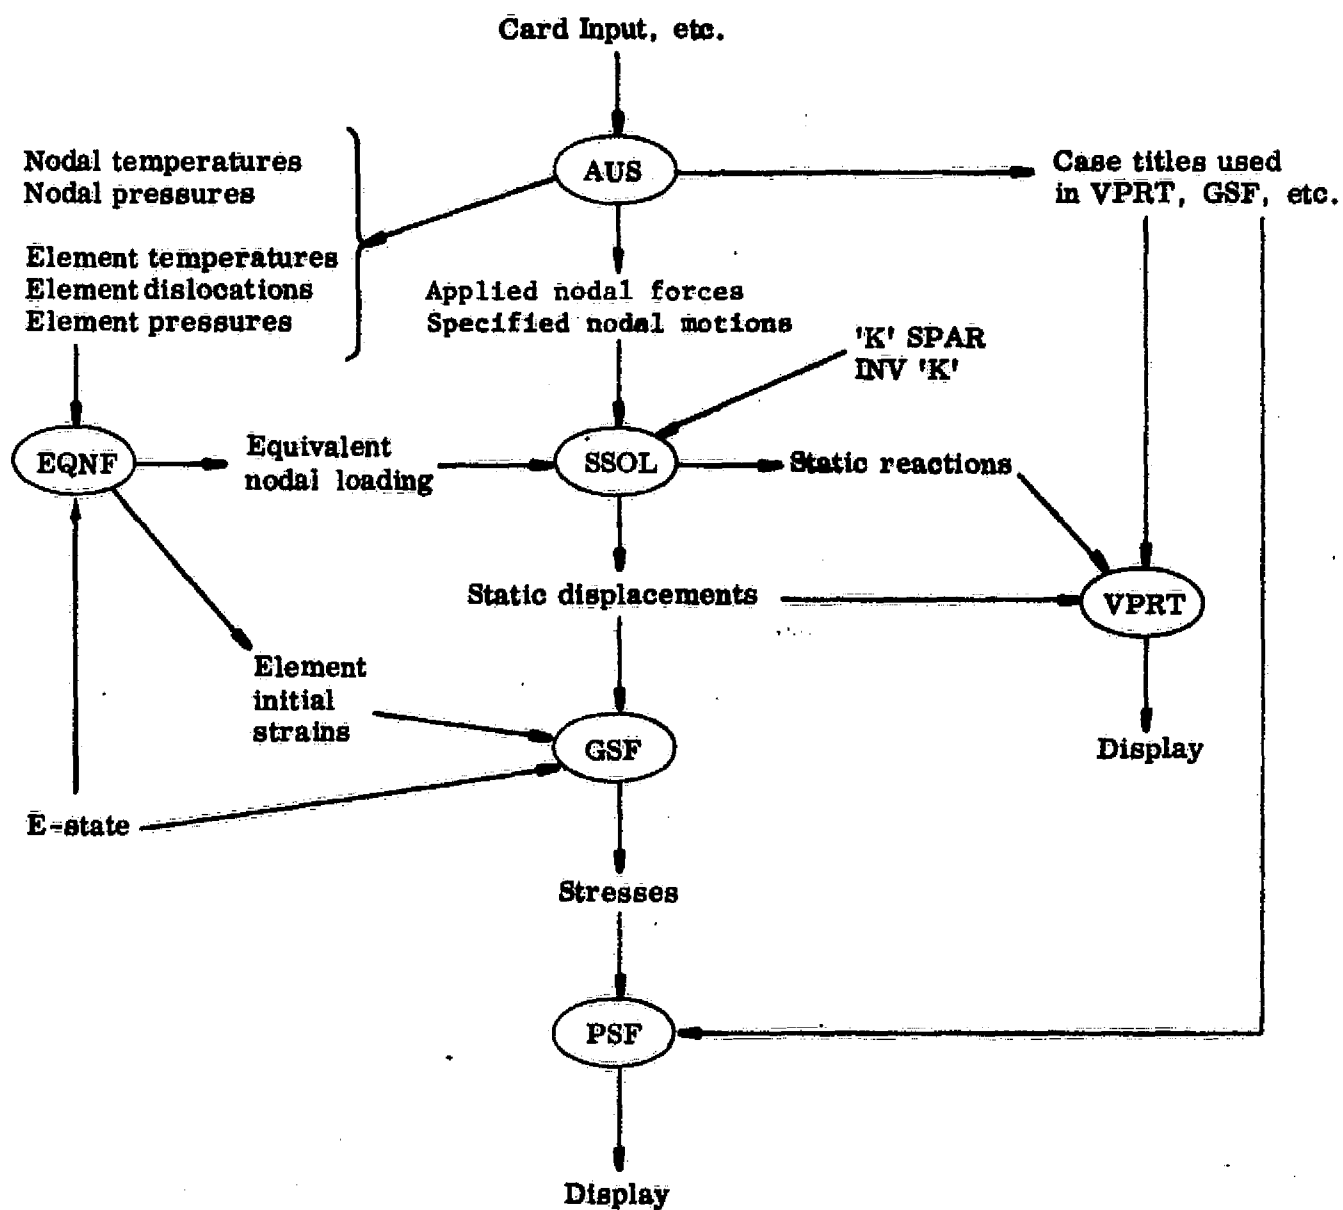 Card Input, etc.
Nodal temperatures
Nodal pressures
AUS
Case titles used
in VPRT, GSF, etc.
Element temperatures
Element dislocations
Element pressures
Applied nodal forces
Specified nodal motions
'K' SPAR
INV 'K'
EQNF
Equivalent
nodal loading
SSOL
Static reactions
Static displacements
VPRT
Element
initial
strains
GSF
Display
E-state
Stresses
PSF
Display